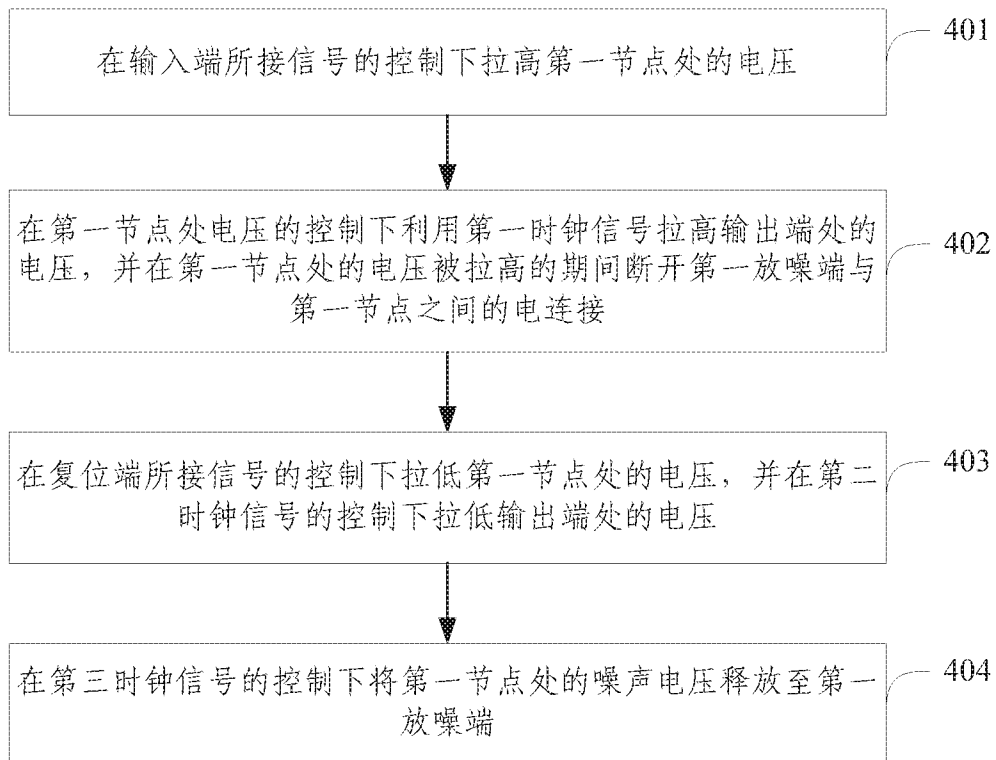 在输入端所接信号的控制下拉高第一节点处的电压
401
在第一节点处电压的控制下利用第一时钟信号拉高输出端处的
电压，并在第一节点处的电压被拉高的期间断开第一放噪端与
第一节点之间的电连接
402
在复位端所接信号的控制下拉低第一节点处的电压，并在第二
时钟信号的控制下拉低输出端处的电压
403
在第三时钟信号的控制下将第一节点处的噪声电压释放至第一
放噪端
404